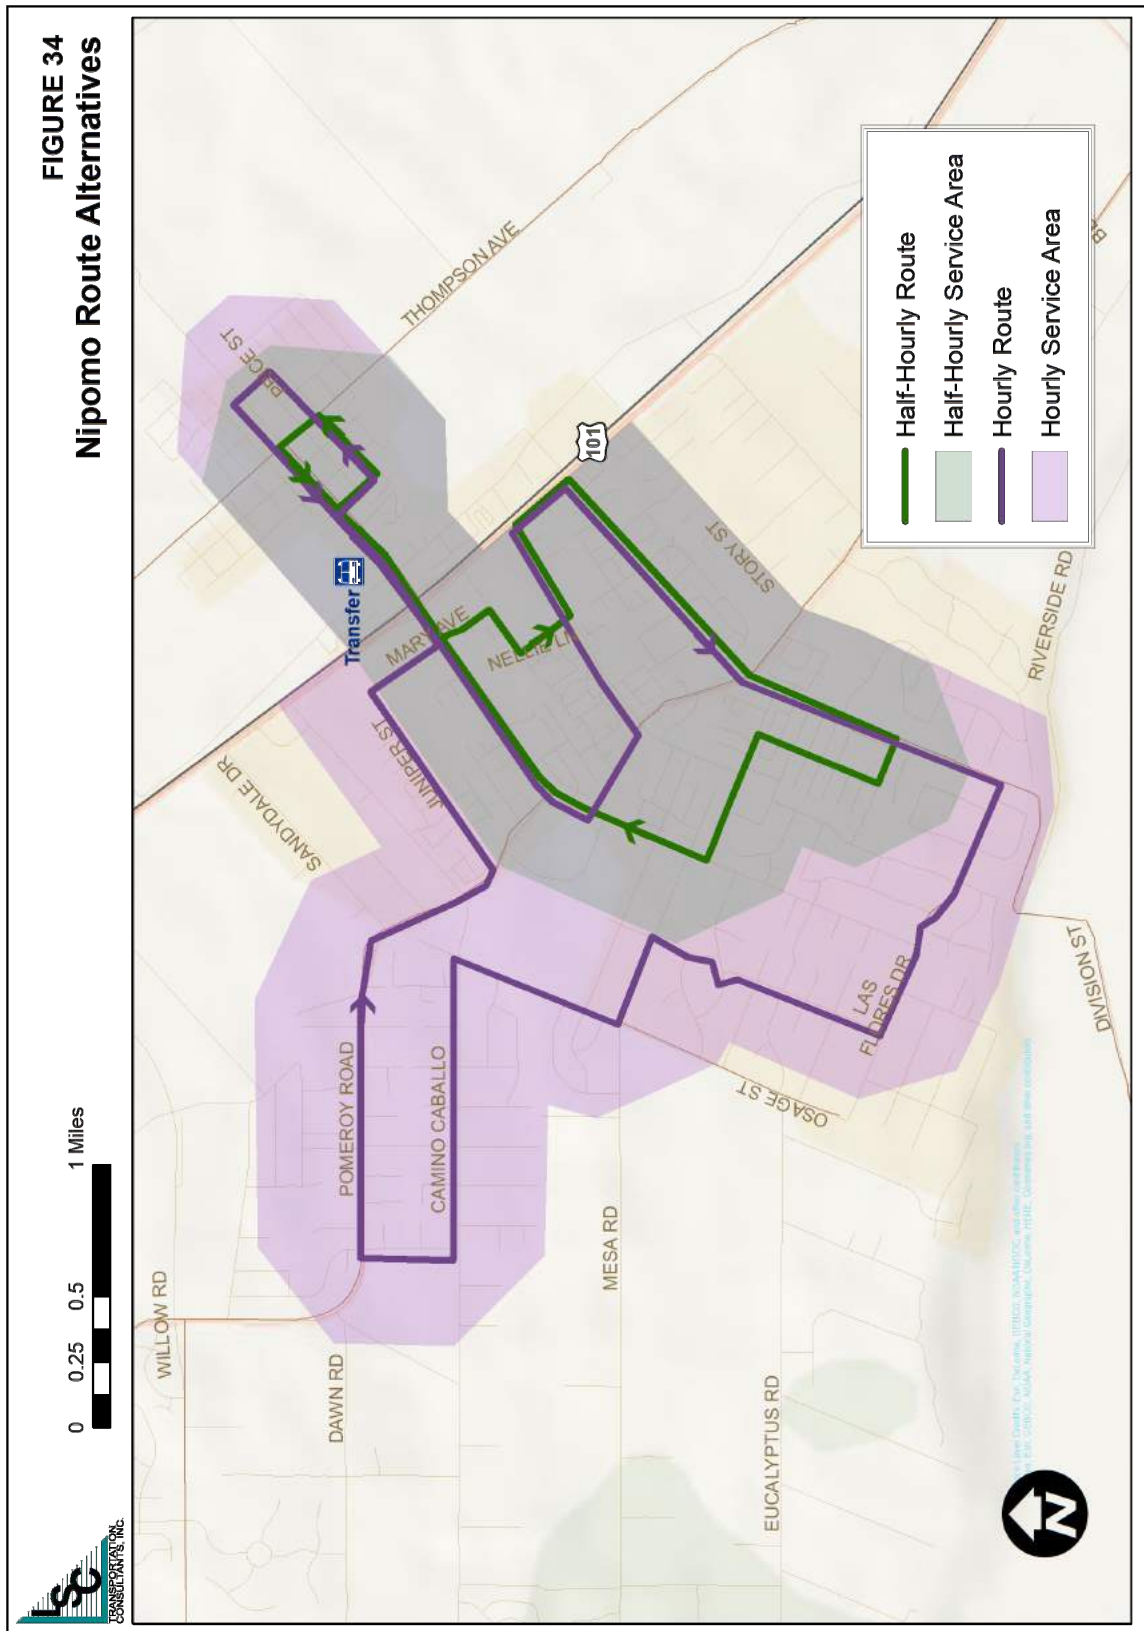 FIGURE 34
Nipomo Route Alternatives
0 0.25 0.5 1 Miles
LSC
TRANSPORTATION
CONSULTANTS, INC.
WILLOW RD
DAWN RD
POMEROY ROAD
CAMINO CABALLO
MESA RD
EUCALYPTUS RD
SANDYDALE DR
JUNIPER ST
MARY AVE
NELLIE LN
Transfer
THOMPSON AVE
101
STORY ST
OSAGE ST
LAS
FLORES DR
RIVERSIDE RD
DIVISION ST
Half-Hourly Route
Half-Hourly Service Area
Hourly Route
Hourly Service Area
N